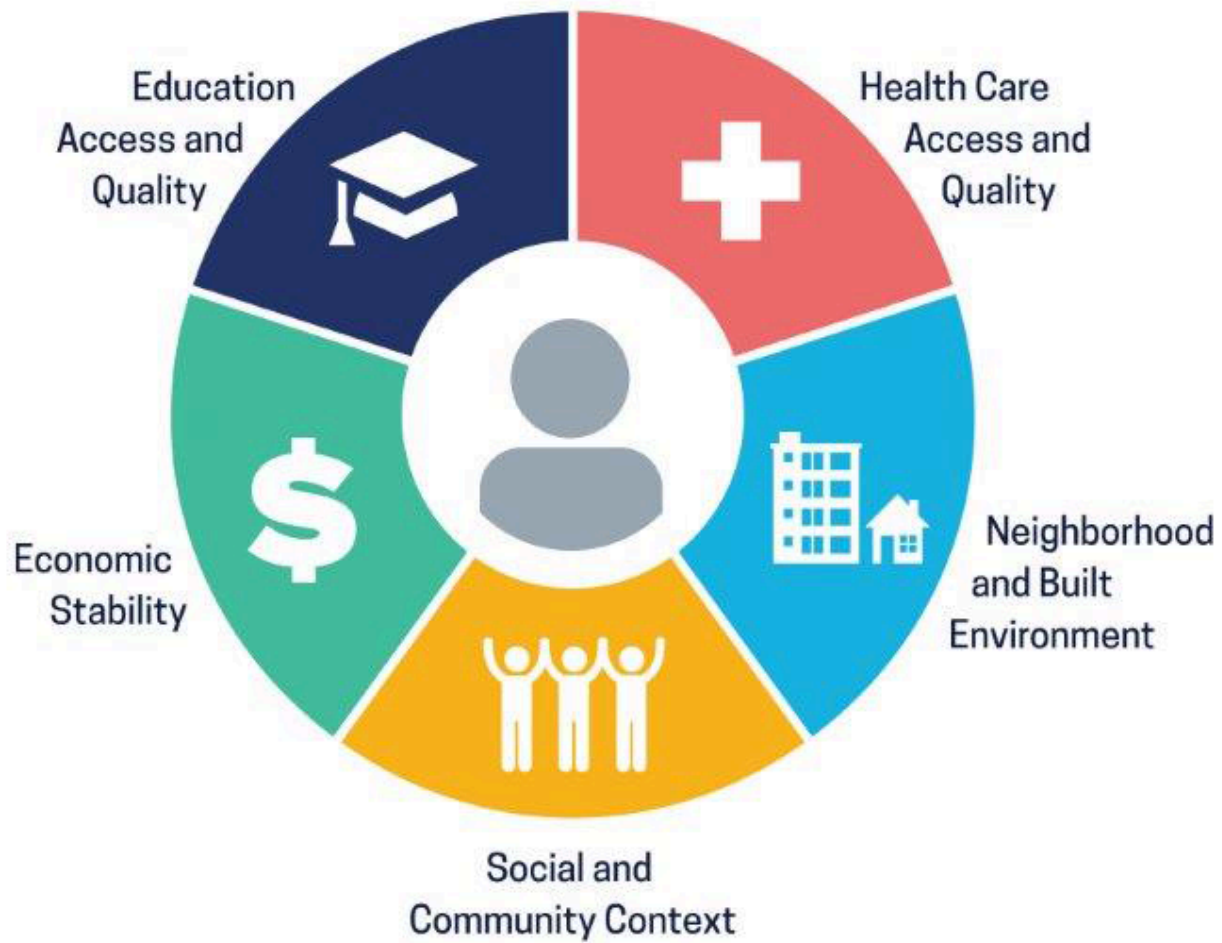 Education
Access and
Quality
Health Care
Access and
Quality
Economic
Stability
Neighborhood
and Built
Environment
Social and
Community Context